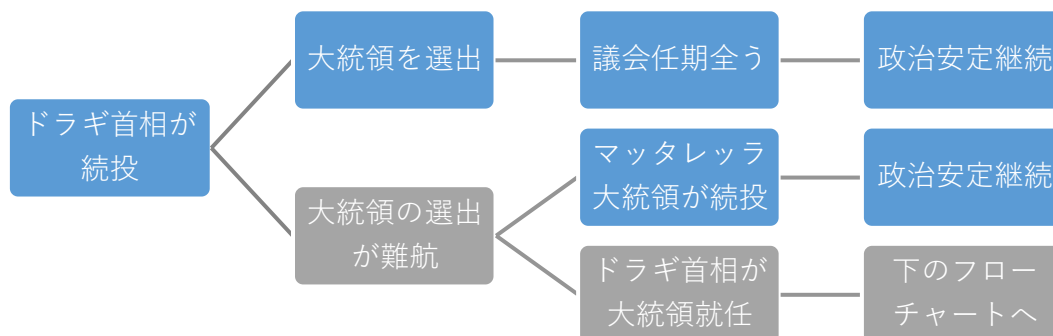 ドラギ首相が
続投
大統領を選出
議会任期全う
政治安定継続
大統領の選出
が難航
マッタレッラ
大統領が続投
政治安定継続
ドラギ首相が
大統領就任
下のフロー
チャートへ